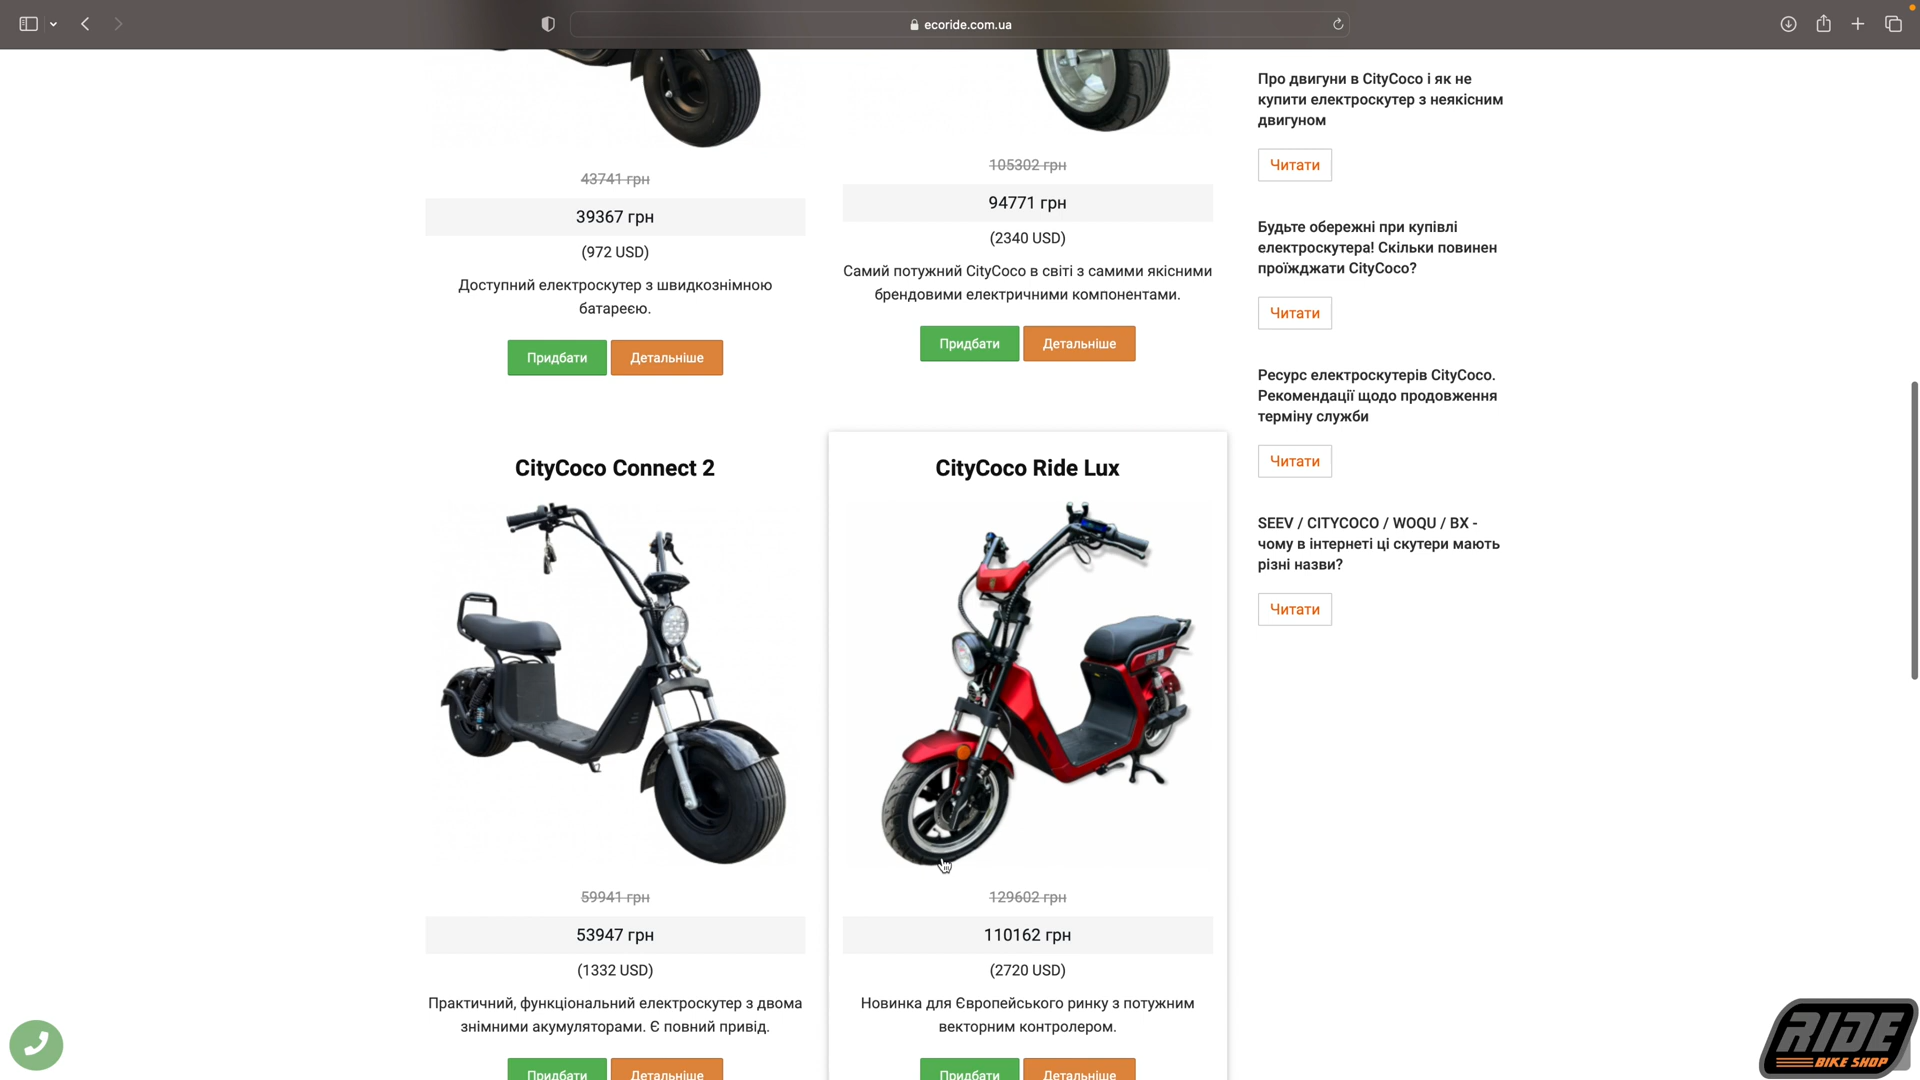 ecoride.com.ua
43741 грн
39367 грн
(972 USD)
Доступний електроскутер з швидкознімною
батареєю.
Придбати
Детальніше
105302 грн
94771 грн
(2340 USD)
Самий потужний CityCoco в світі з самими якісними
брендовими електричними компонентами.
Придбати
Детальніше
CityCoco Connect 2
59941 грн
53947 грн
(1332 USD)
Практичний, функціональний електроскутер з двома
знімними акумуляторами. Є повний привід.
Придбати
Детальніше
CityCoco Ride Lux
129602 грн
110162 грн
(2720 USD)
Новинка для Європейського ринку з потужним
векторним контролером.
Придбати
Детальніше
Про двигуни в CityCoco і як не
купити електроскутер з неякісним
двигуном
Читати
Будьте обережні при купівлі
електроскутера! Скільки повинен
проїжджати CityCoco?
Читати
Ресурс електроскутерів CityCoco.
Рекомендації щодо продовження
терміну служби
Читати
SEEV / CITYCOCO / WOQU / BX -
чому в інтернеті ці скутери мають
різні назви?
Читати
RIDE
BIKE SHOP